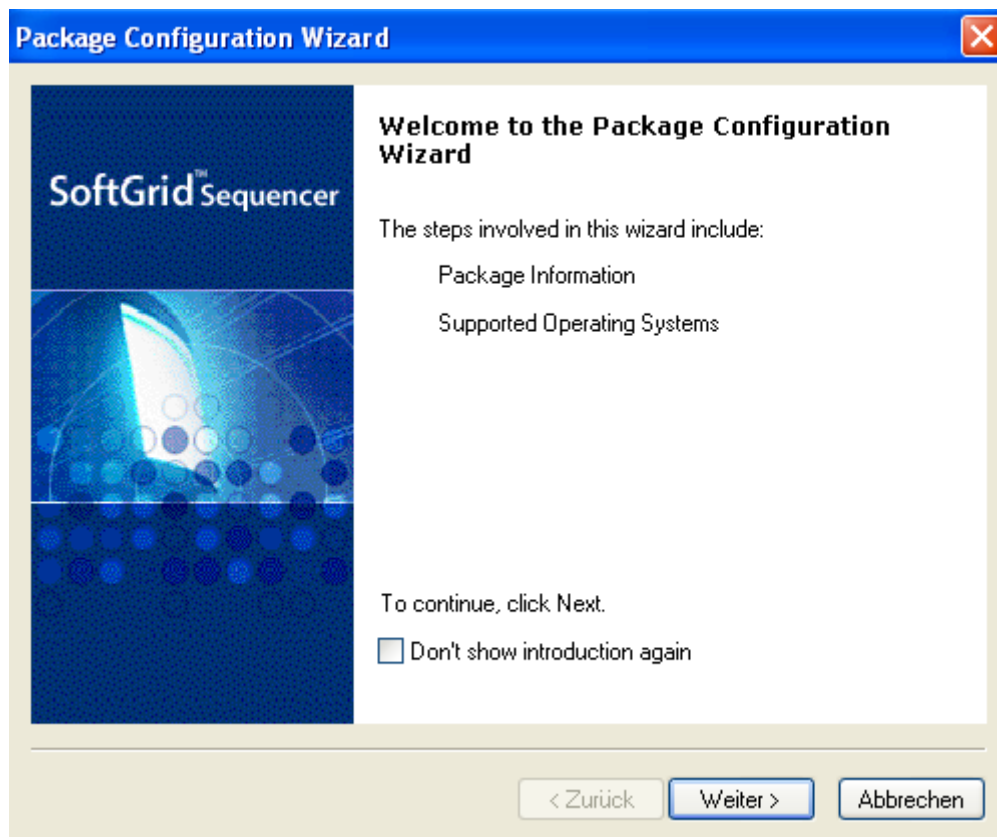 Package Configuration Wizard
SoftGrid™ Sequencer
Welcome to the Package Configuration
Wizard
The steps involved in this wizard include:
Package Information
Supported Operating Systems
To continue, click Next.
Don't show introduction again
< Zurück
Weiter >
Abbrechen